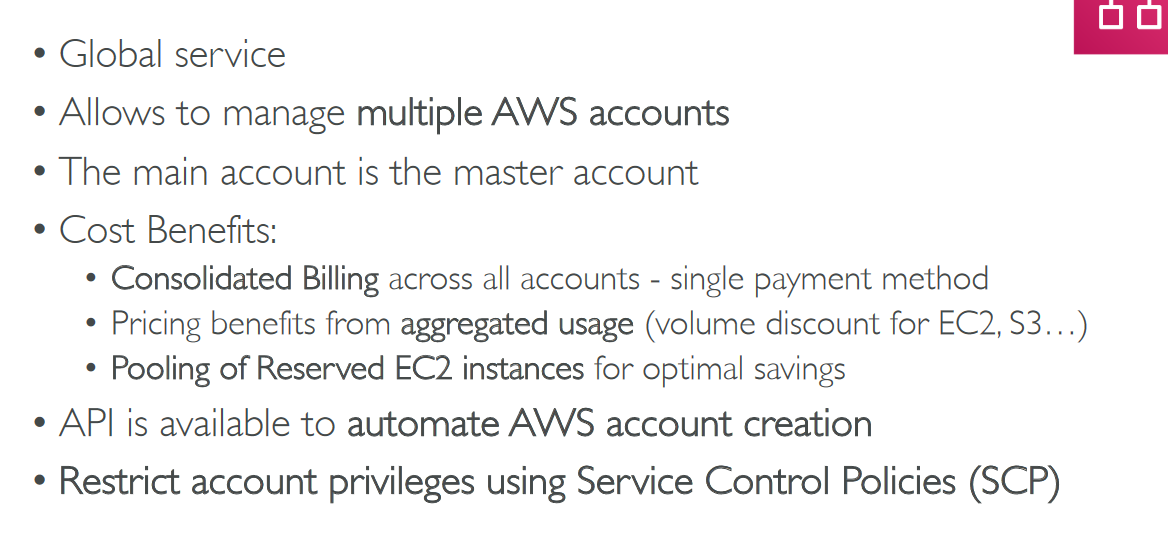 • Global service
• Allows to manage multiple AWS accounts
• The main account is the master account
• Cost Benefits:
• Consolidated Billing across all accounts - single payment method
• Pricing benefits from aggregated usage (volume discount for EC2, S3…)
• Pooling of Reserved EC2 instances for optimal savings
• API is available to automate AWS account creation
• Restrict account privileges using Service Control Policies (SCP)